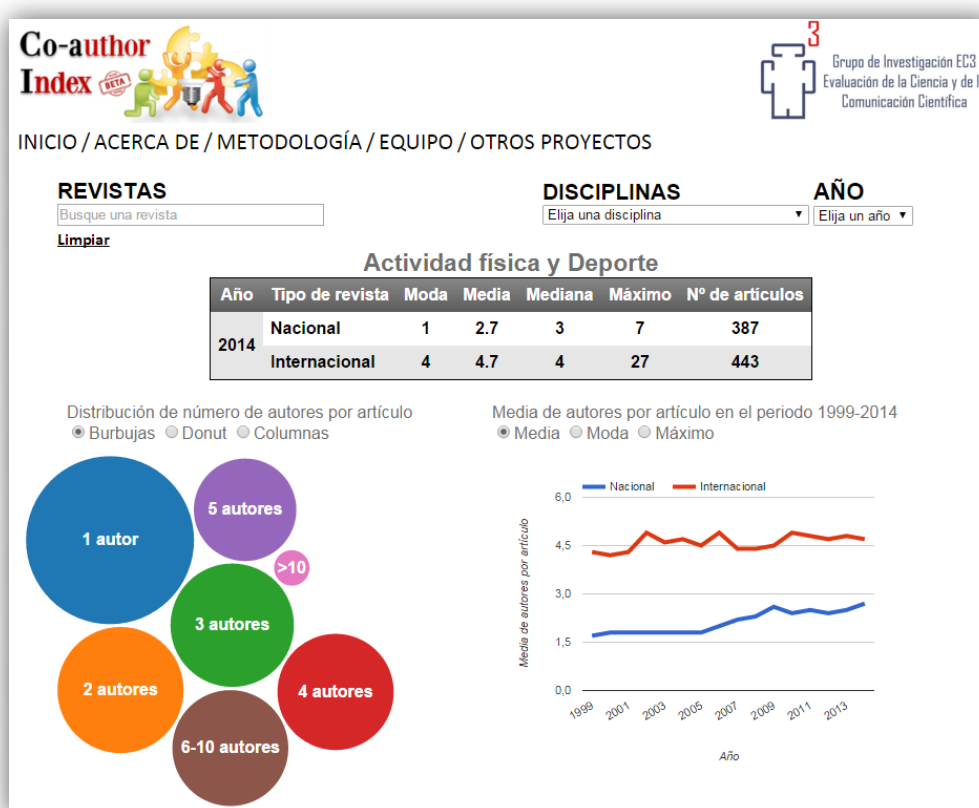 Co-author
Index BETA
3
Grupo de Investigación EC3
Evaluación de la Ciencia y de l
Comunicación Científica
INICIO / ACERCA DE / METODOLOGÍA / EQUIPO / OTROS PROYECTOS
REVISTAS DISCIPLINAS AÑO
Busque una revista Elija una disciplina Elija un año
Limpiar
Actividad física y Deporte
Año Tipo de revista Moda Media Mediana Máximo Nº de artículos
2014
Nacional 1 2.7 3 7 387
Internacional 4 4.7 4 27 443
Distribución de número de autores por artículo
Burbujas Donut Columnas
1 autor
5 autores
>10
3 autores
2 autores
4 autores
6-10 autores
Media de autores por artículo en el periodo 1999-2014
Media Moda Máximo
Nacional Internacional
Media de autores por artículo
6,0
4,5
3,0
1,5
0,0
1999 2001 2003 2005 2007 2009 2011 2013
Año